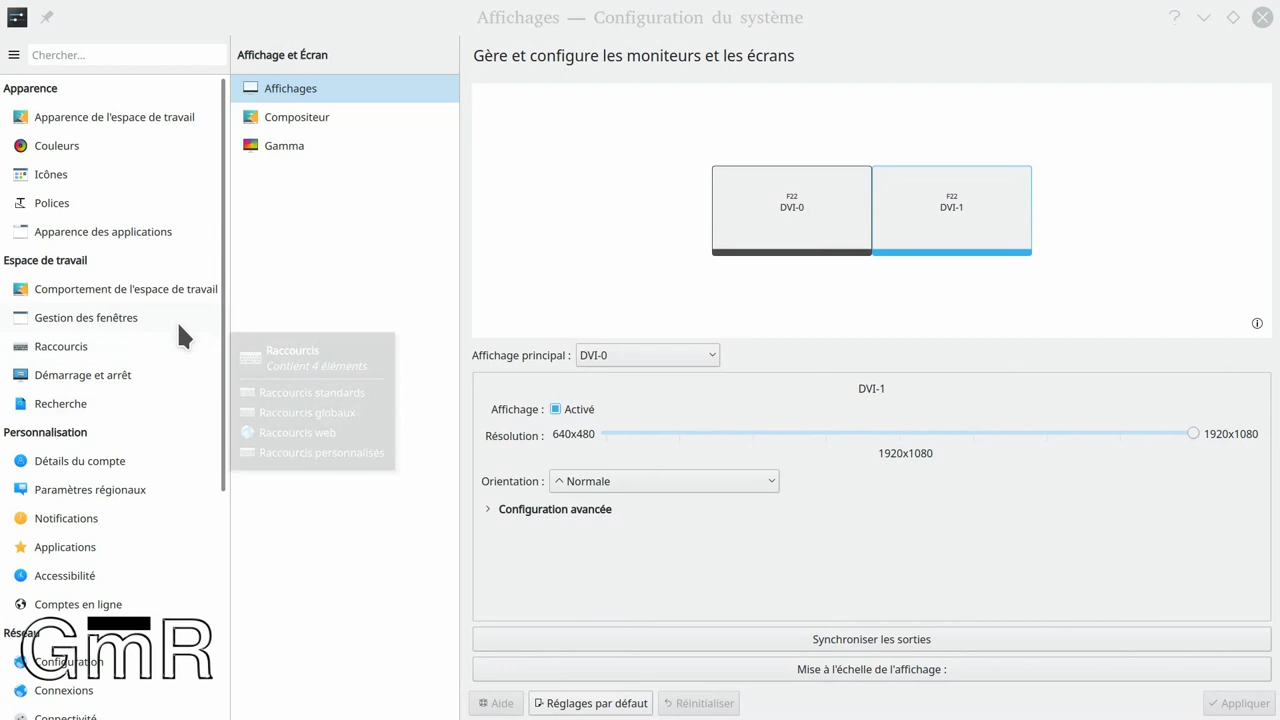 Affichages — Configuration du système
Chercher...
Apparence
Apparence de l'espace de travail
Couleurs
Icônes
Polices
Apparence des applications
Espace de travail
Comportement de l'espace de travail
Gestion des fenêtres
Raccourcis
Démarrage et arrêt
Recherche
Personnalisation
Détails du compte
Paramètres régionaux
Notifications
Applications
Accessibilité
Comptes en ligne
Réseau
Configuration
Connexions
Connectivité
GmR
Affichage et Écran
Affichages
Compositeur
Gamma
Raccourcis
Contient 4 éléments
Raccourcis standards
Raccourcis globaux
Raccourcis web
Raccourcis personnalisés
Gère et configure les moniteurs et les écrans
F22
DVI-0
F22
DVI-1
Affichage principal : DVI-0
DVI-1
Affichage : Activé
Résolution : 640x480 1920x1080
1920x1080
Orientation : Normale
Configuration avancée
Synchroniser les sorties
Mise à l'échelle de l'affichage :
Aide Réglages par défaut Réinitialiser Appliquer